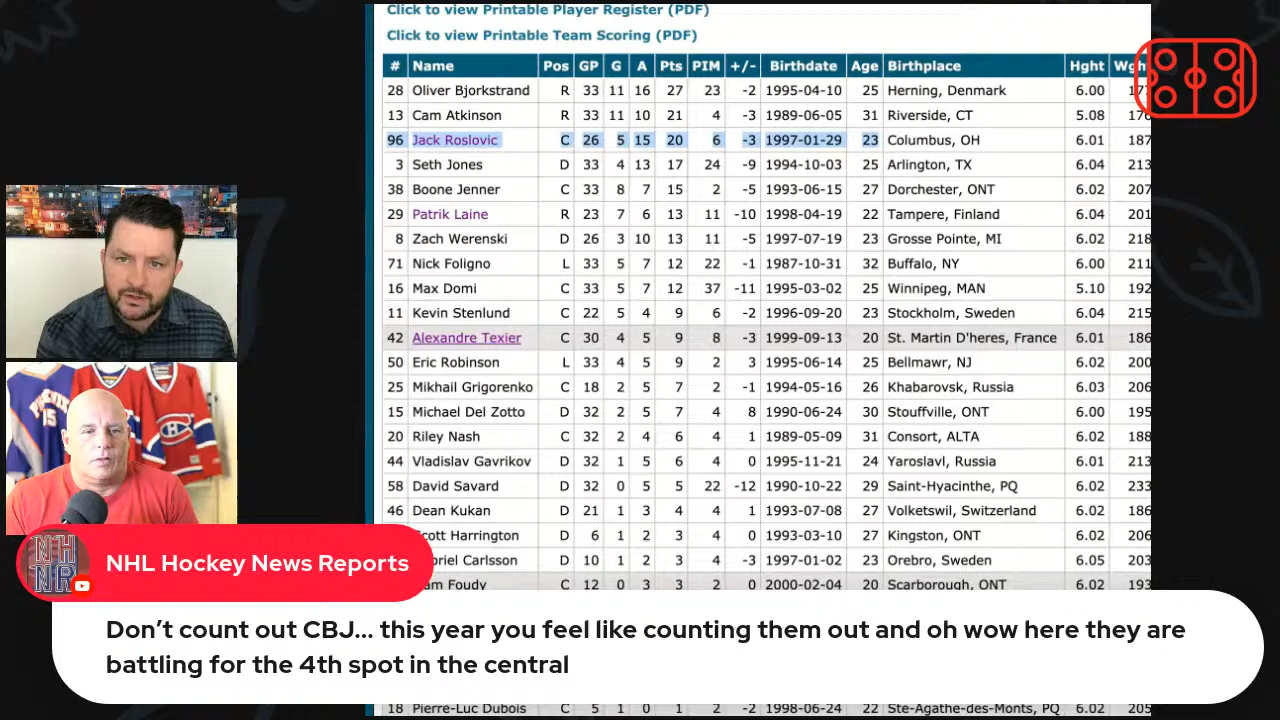 Click to view Printable Player Register (PDF)
Click to view Printable Team Scoring (PDF)
# Name Pos GP G A Pts PIM +/- Birthdate Age Birthplace Hght
28 Oliver Bjorkstrand R 33 11 16 27 23 -2 1995-04-10 25 Herning, Denmark 6.00
13 Cam Atkinson R 33 11 10 21 4 -3 1989-06-05 31 Riverside, CT 5.08
96 Jack Roslovic C 26 5 15 20 6 -3 1997-01-29 23 Columbus, OH 6.01 187
3 Seth Jones D 33 4 13 17 24 -9 1994-10-03 25 Arlington, TX 6.04 213
38 Boone Jenner C 33 8 7 15 2 -5 1993-06-15 27 Dorchester, ONT 6.02 207
29 Patrik Laine R 23 7 6 13 11 -10 1998-04-19 22 Tampere, Finland 6.04 201
8 Zach Werenski D 26 3 10 13 11 -5 1997-07-19 23 Grosse Pointe, MI 6.02 218
71 Nick Foligno L 33 5 7 12 22 -1 1987-10-31 32 Buffalo, NY 6.00 211
16 Max Domi C 33 5 7 12 37 -11 1995-03-02 25 Winnipeg, MAN 5.10 192
11 Kevin Stenlund C 22 5 4 9 6 -2 1996-09-20 23 Stockholm, Sweden 6.04 215
42 Alexandre Texier C 30 4 5 9 8 -3 1999-09-13 20 St. Martin D'heres, France 6.01 186
50 Eric Robinson L 33 4 5 9 2 3 1995-06-14 25 Bellmawr, NJ 6.02 200
25 Mikhail Grigorenko C 18 2 5 7 2 -1 1994-05-16 26 Khabarovsk, Russia 6.03 206
15 Michael Del Zotto D 32 2 5 7 4 8 1990-06-24 30 Stouffville, ONT 6.00 195
20 Riley Nash C 32 2 4 6 4 1 1989-05-09 31 Consort, ALTA 6.02 188
44 Vladislav Gavrikov D 32 1 5 6 4 0 1995-11-21 24 Yaroslavl, Russia 6.01 213
58 David Savard D 32 0 5 5 22 -12 1990-10-22 29 Saint-Hyacinthe, PQ 6.02 233
46 Dean Kukan D 21 1 3 4 4 1 1993-07-08 27 Volketswil, Switzerland 6.02 186
Harrington D 6 1 2 3 4 0 1993-03-10 27 Kingston, ONT 6.02
Carlsson D 10 1 2 3 4 -3 1997-01-02 23 Orebro, Sweden 6.05 203
Foudy C 12 0 3 3 2 0 2000-02-04 20 Scarborough, ONT 6.02 193
NHL Hockey News Reports
Don't count out CBJ... this year you feel like counting them out and oh wow here they are
battling for the 4th spot in the central
18 Pierre-Luc Dubois C 5 1 0 1 2 -2 1998-06-24 22 Ste-Agathe-des-Monts, PQ 6.02 205